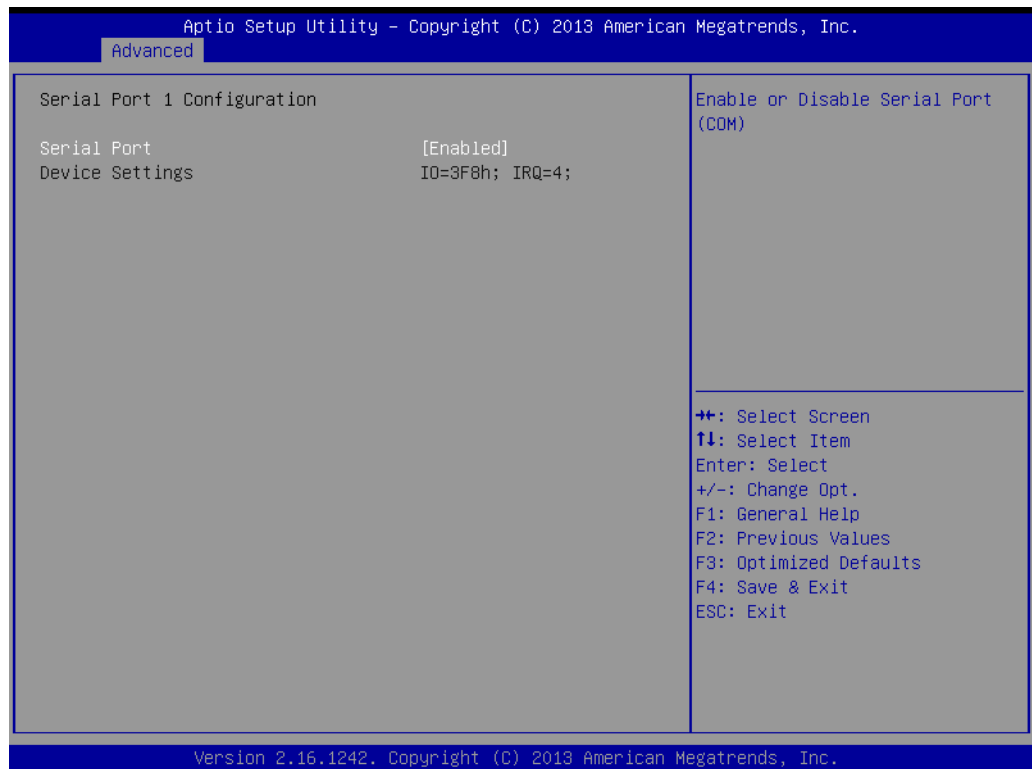 Aptio Setup Utility – Copyright (C) 2013 American Megatrends, Inc.
Advanced
Serial Port 1 Configuration
Serial Port [Enabled]
Device Settings IO=3F8h; IRQ=4;
Enable or Disable Serial Port
(COM)
→←: Select Screen
↑↓: Select Item
Enter: Select
+/-: Change Opt.
F1: General Help
F2: Previous Values
F3: Optimized Defaults
F4: Save & Exit
ESC: Exit
Version 2.16.1242. Copyright (C) 2013 American Megatrends, Inc.